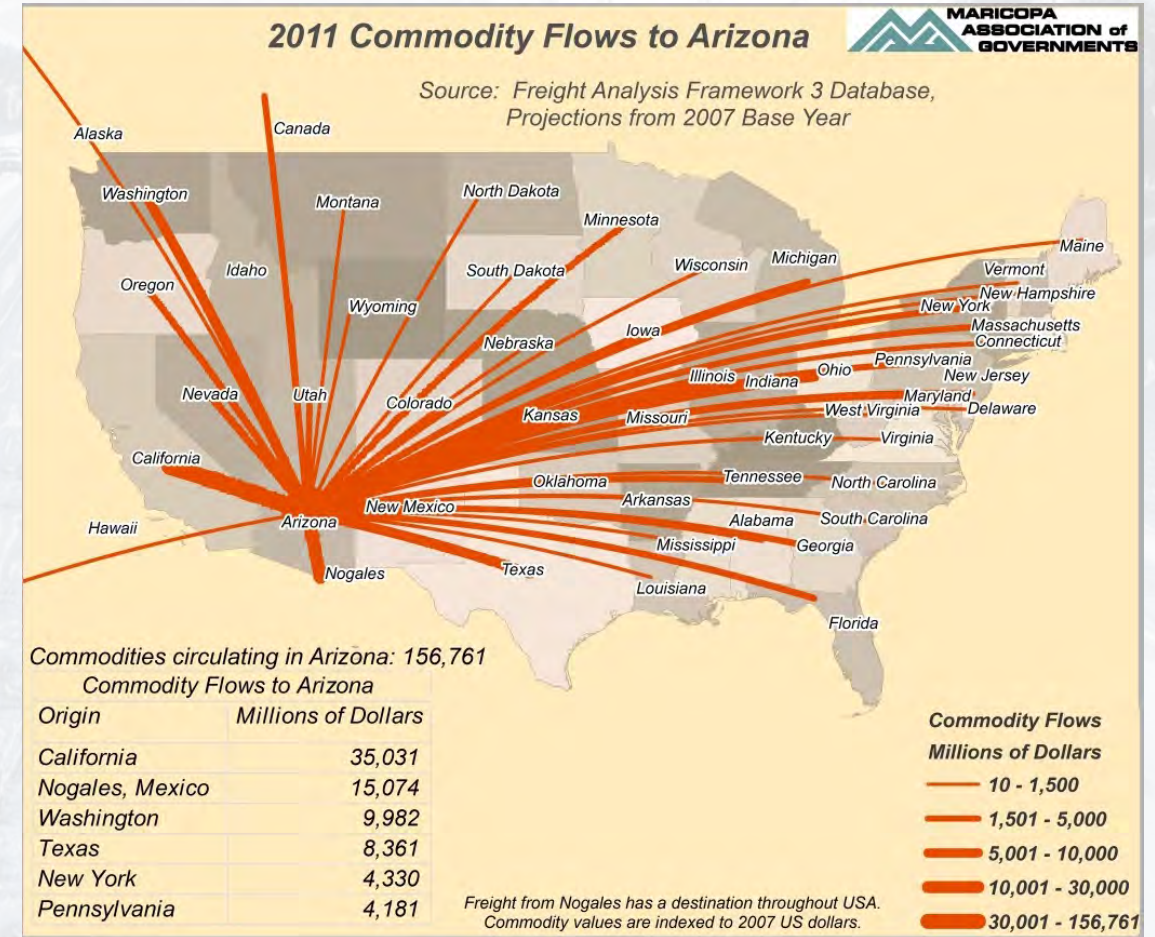 2011 Commodity Flows to Arizona
MARICOPA
ASSOCIATION of
GOVERNMENTS
Source: Freight Analysis Framework 3 Database,
Projections from 2007 Base Year
Alaska
Canada
Washington
Montana
North Dakota
Minnesota
Oregon
Idaho
Wyoming
South Dakota
Wisconsin
Michigan
Maine
Vermont
New Hampshire
New York
Massachusetts
Connecticut
Nebraska
Iowa
Nevada
Utah
Colorado
Kansas
Illinois
Indiana
Ohio
Pennsylvania
New Jersey
Maryland
Missouri
West Virginia
Delaware
Kentucky
Virginia
California
Oklahoma
Tennessee
North Carolina
New Mexico
Arkansas
Arizona
Hawaii
Alabama
South Carolina
Mississippi
Georgia
Nogales
Texas
Louisiana
Florida
Commodities circulating in Arizona: 156,761
Commodity Flows to Arizona
Origin Millions of Dollars
California 35,031
Nogales, Mexico 15,074
Washington 9,982
Texas 8,361
New York 4,330
Pennsylvania 4,181
Freight from Nogales has a destination throughout USA.
Commodity values are indexed to 2007 US dollars.
Commodity Flows
Millions of Dollars
10 - 1,500
1,501 - 5,000
5,001 - 10,000
10,001 - 30,000
30,001 - 156,761